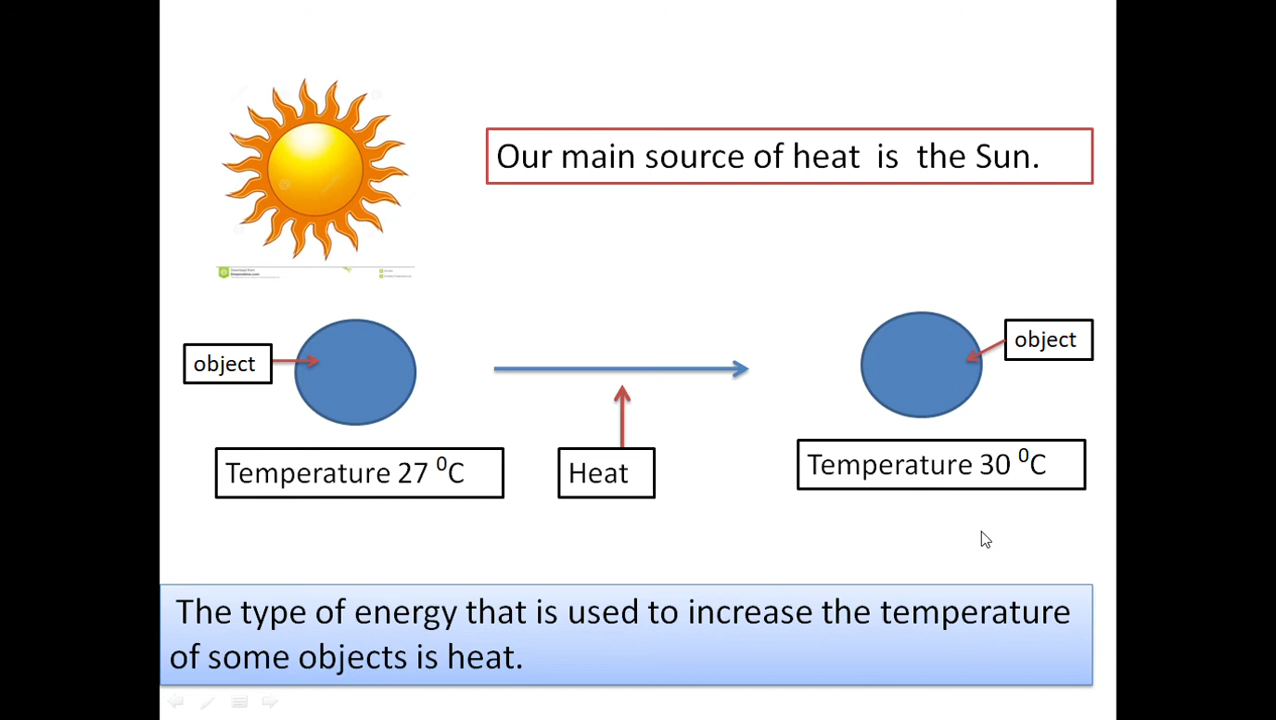 Our main source of heat is the Sun.
object
object
Temperature 27 ⁰C
Heat
Temperature 30 ⁰C
The type of energy that is used to increase the temperature
of some objects is heat.